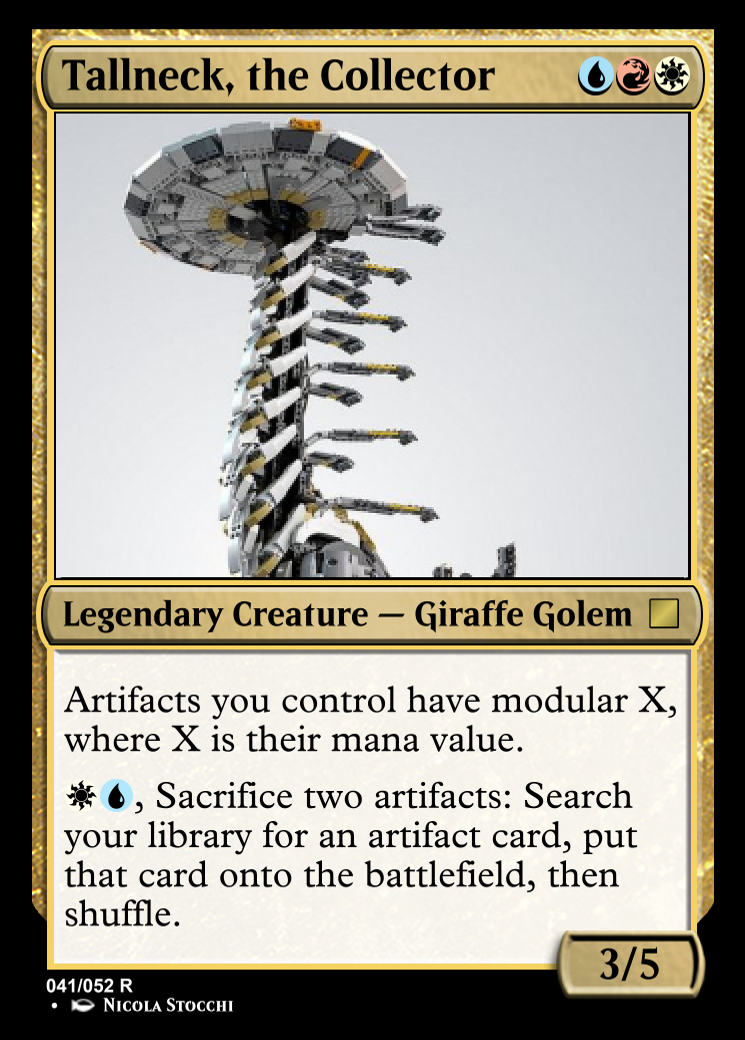 Tallneck, the Collector
Legendary Creature — Giraffe Golem
Artifacts you control have modular X,
where X is their mana value.
, Sacrifice two artifacts: Search
your library for an artifact card, put
that card onto the battlefield, then
shuffle.
3/5
041/052 R
• Nicola Stocchi